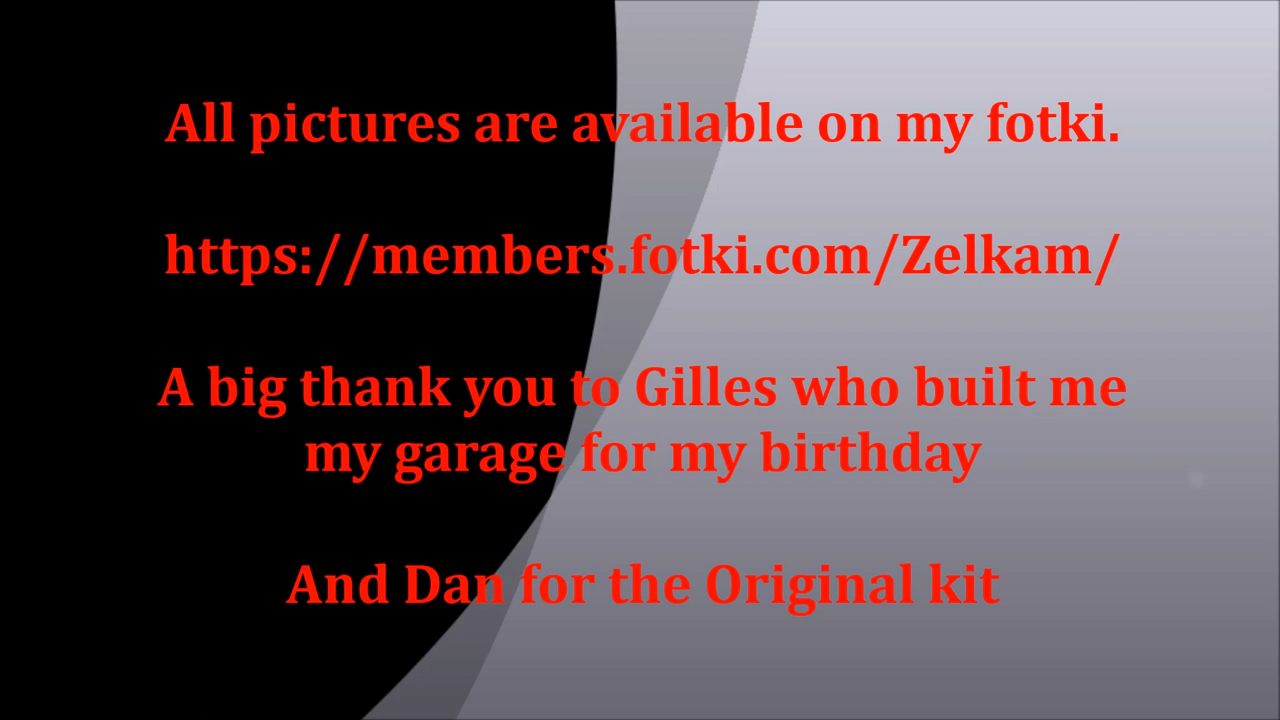 All pictures are available on my fotki.
https://members.fotki.com/Zelkam/
A big thank you to Gilles who built me
my garage for my birthday
And Dan for the Original kit